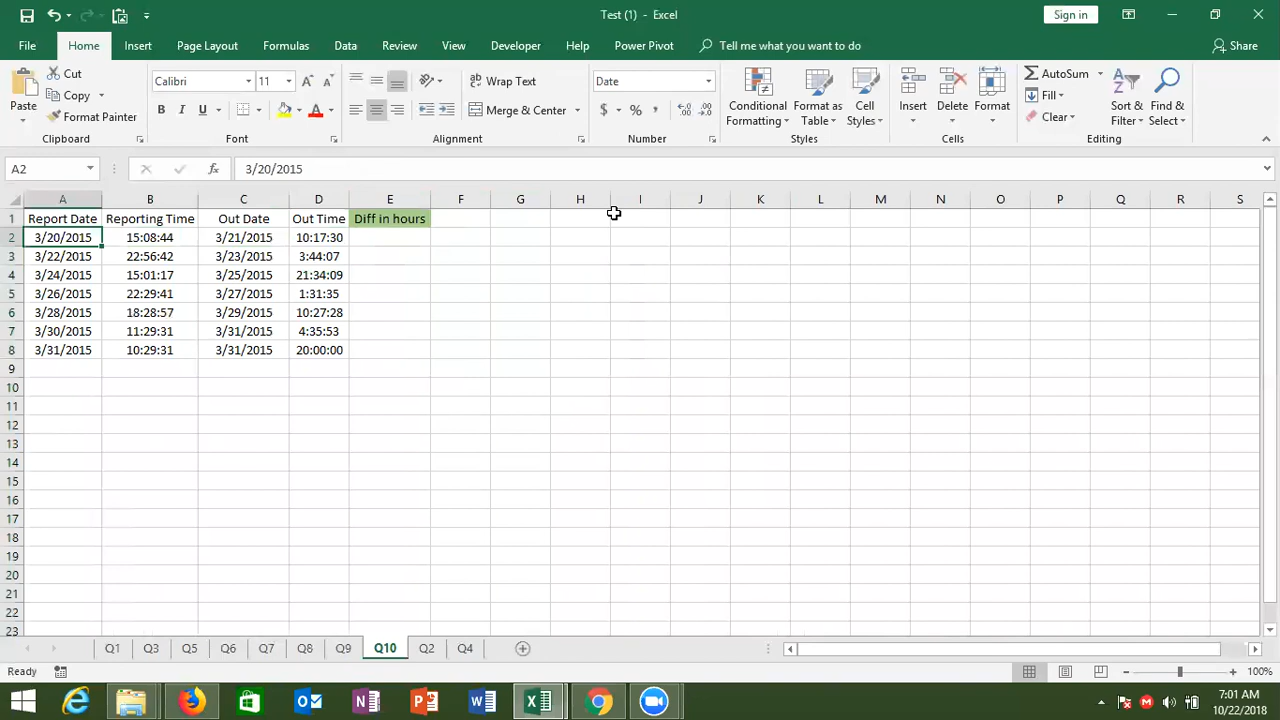 Test (1) - Excel
Sign in
File Home Insert Page Layout Formulas Data Review View Developer Help Power Pivot Tell me what you want to do Share
Paste
Cut
Copy
Format Painter
Clipboard
Calibri 11
B I U
Font
Wrap Text
Merge & Center
Alignment
Date
$ % ,
Number
Conditional Formatting
Format as Table
Cell Styles
Styles
Insert
Delete
Format
Cells
AutoSum
Fill
Clear
Sort & Filter
Find & Select
Editing
A2 fx 3/20/2015
A B C D E F G H I J K L M N O P Q R S
1 Report Date Reporting Time Out Date Out Time Diff in hours
2 3/20/2015 15:08:44 3/21/2015 10:17:30
3 3/22/2015 22:56:42 3/23/2015 3:44:07
4 3/24/2015 15:01:17 3/25/2015 21:34:09
5 3/26/2015 22:29:41 3/27/2015 1:31:35
6 3/28/2015 18:28:57 3/29/2015 10:27:28
7 3/30/2015 11:29:31 3/31/2015 4:35:53
8 3/31/2015 10:29:31 3/31/2015 20:00:00
9
10
11
12
13
14
15
16
17
18
19
20
21
22
23
Q1 Q3 Q5 Q6 Q7 Q8 Q9 Q10 Q2 Q4
Ready
100%
7:01 AM
10/22/2018